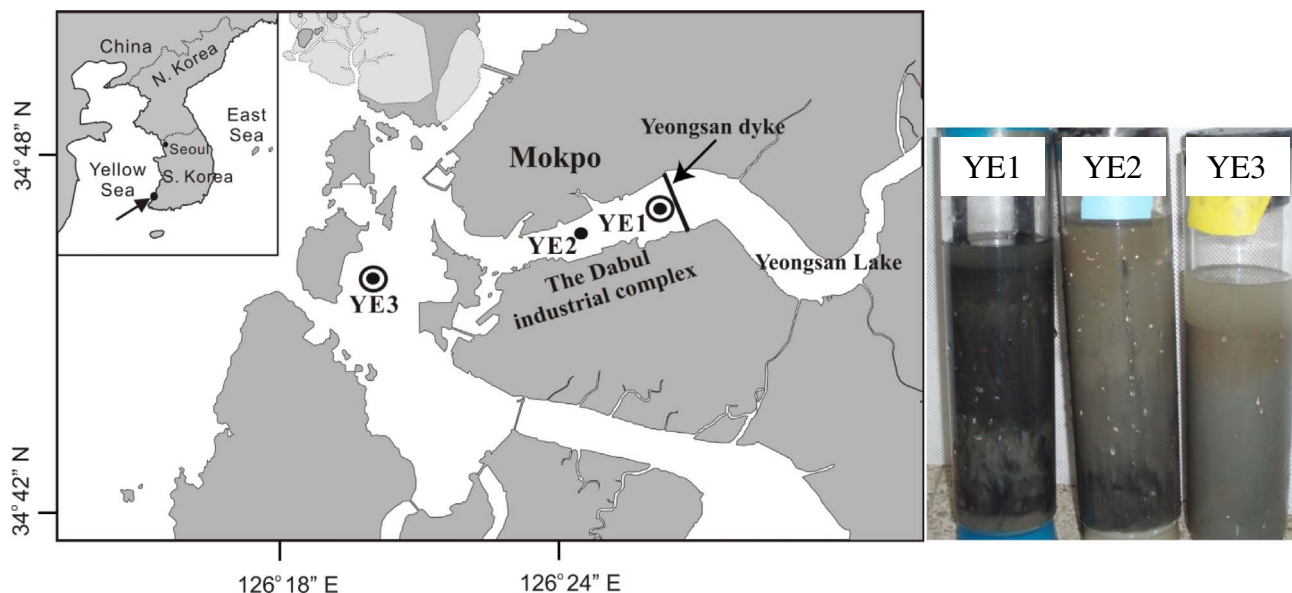 China
N. Korea
East
Sea
Seoul
Yellow
Sea
S. Korea
34°48” N
34°42” N
Mokpo
Yeongsan dyke
YE1
YE2
Yeongsan Lake
The Dabul
industrial complex
YE3
126°18” E
126°24” E
YE1
YE2
YE3